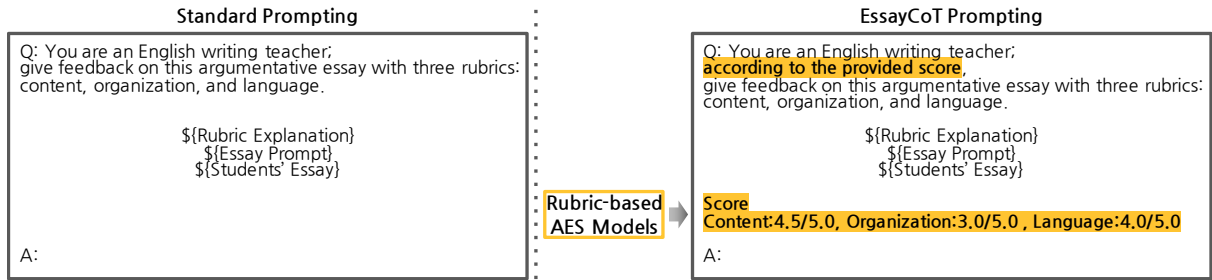 Standard Prompting
Q: You are an English writing teacher;
give feedback on this argumentative essay with three rubrics:
content, organization, and language.
${Rubric Explanation}
${Essay Prompt}
${Students' Essay}
A:
Rubric-based
AES Models
EssayCoT Prompting
Q: You are an English writing teacher;
according to the provided score,
give feedback on this argumentative essay with three rubrics:
content, organization, and language.
${Rubric Explanation}
${Essay Prompt}
${Students' Essay}
Score
Content:4.5/5.0, Organization:3.0/5.0 , Language:4.0/5.0
A: